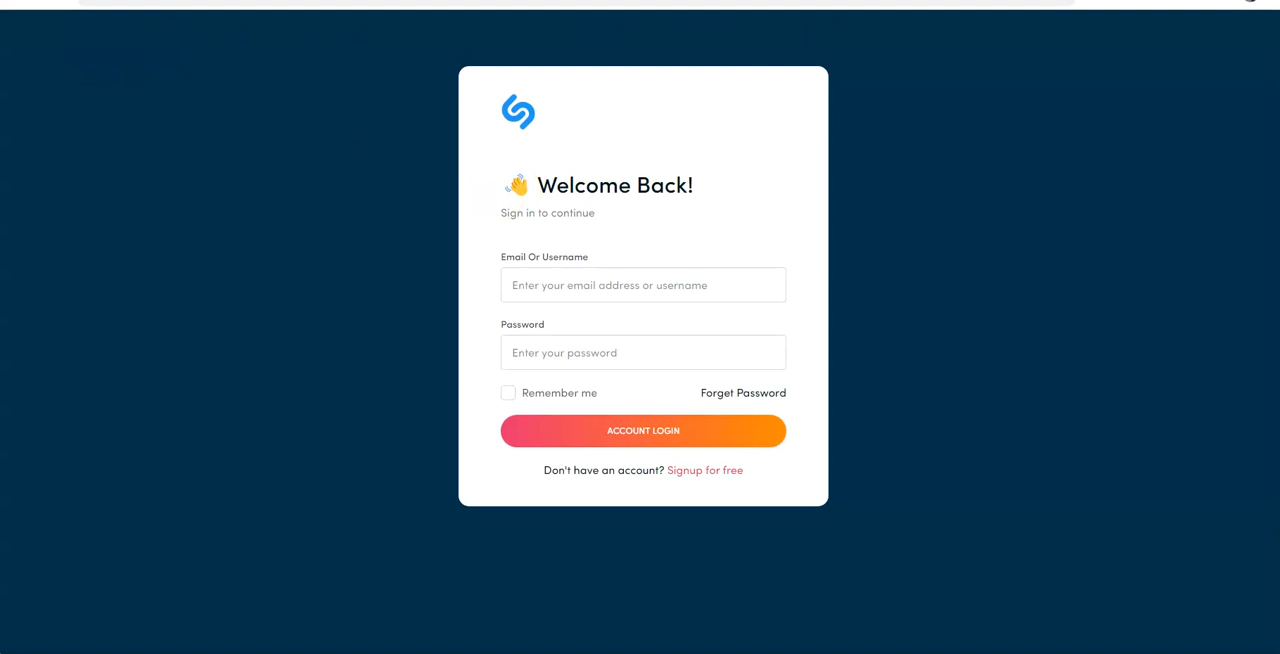 Welcome Back!
Sign in to continue
Email Or Username
Enter your email address or username
Password
Enter your password
Remember me Forget Password
ACCOUNT LOGIN
Don't have an account? Signup for free